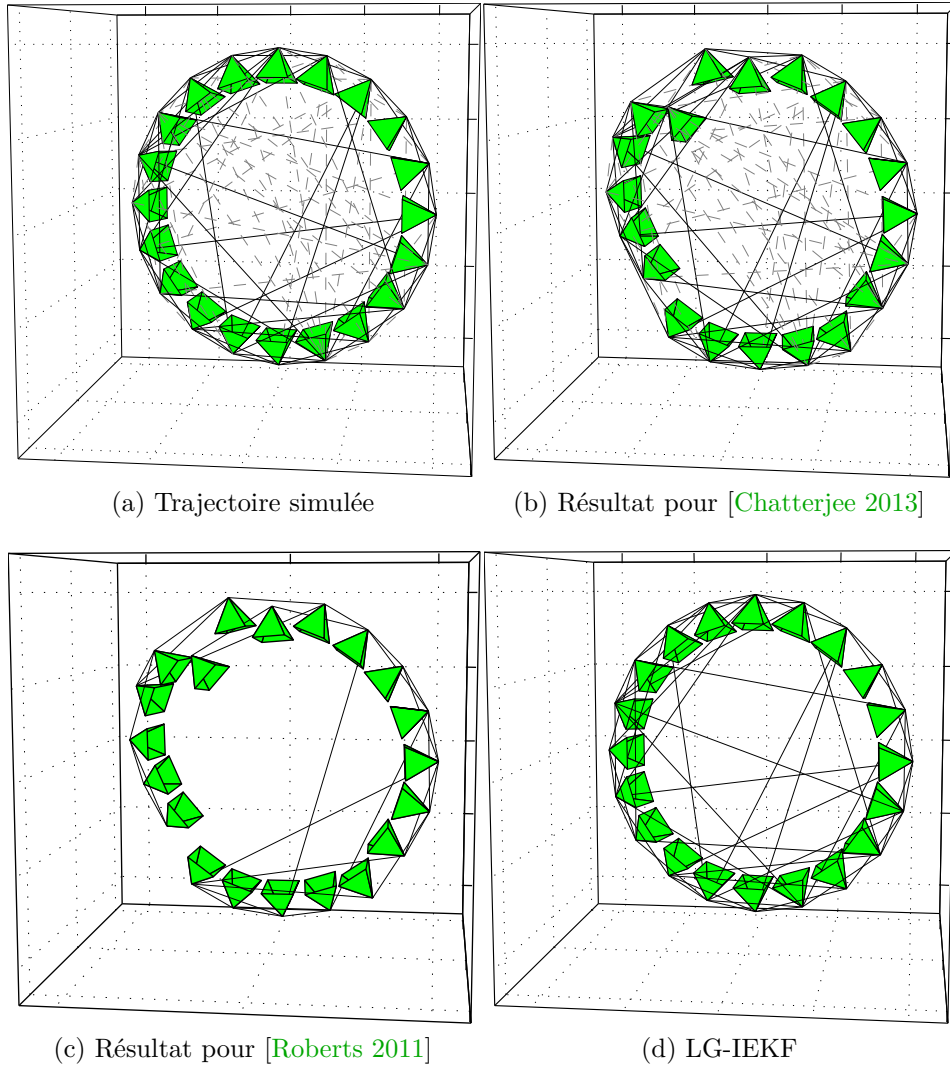 (a) Trajectoire simulée
(b) Résultat pour [Chatterjee 2013]
(c) Résultat pour [Roberts 2011]
(d) LG-IEKF